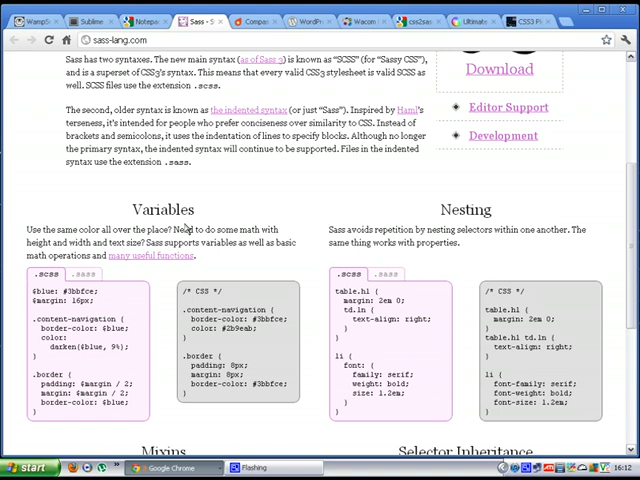 WampS
Sublime
Notepa
Sass - S
Compas
WordPr
Wacom
css2sas
Ultimate
CSS3 P
sass-lang.com
Sass has two syntaxes. The new main syntax (as of Sass 3) is known as “SCSS” (for “Sassy CSS”),
and is a superset of CSS3's syntax. This means that every valid CSS3 stylesheet is valid SCSS as
well. SCSS files use the extension .scss.
The second, older syntax is known as the indented syntax (or just “Sass”). Inspired by Haml's
terseness, it's intended for people who prefer conciseness over similarity to CSS. Instead of
brackets and semicolons, it uses the indentation of lines to specify blocks. Although no longer
the primary syntax, the indented syntax will continue to be supported. Files in the indented
syntax use the extension .sass.
Download
Editor Support
Development
Variables
Use the same color all over the place? Need to do some math with
height and width and text size? Sass supports variables as well as basic
math operations and many useful functions.
.scss .sass
$blue: #3bbfce;
$margin: 16px;
.content-navigation {
border-color: $blue;
color:
darken($blue, 9%);
}
.border {
padding: $margin / 2;
margin: $margin / 2;
border-color: $blue;
}
/* CSS */
.content-navigation {
border-color: #3bbfce;
color: #2b9eab;
}
.border {
padding: 8px;
margin: 8px;
border-color: #3bbfce;
}
Nesting
Sass avoids repetition by nesting selectors within one another. The
same thing works with properties.
.scss .sass
table.hl {
margin: 2em 0;
td.ln {
text-align: right;
}
}
li {
font: {
family: serif;
weight: bold;
size: 1.2em;
}
}
/* CSS */
table.hl {
margin: 2em 0;
}
table.hl td.ln {
text-align: right;
}
li {
font-family: serif;
font-weight: bold;
font-size: 1.2em;
}
Mixins
Selector Inheritance
start
Google Chrome
Flashing
16:12